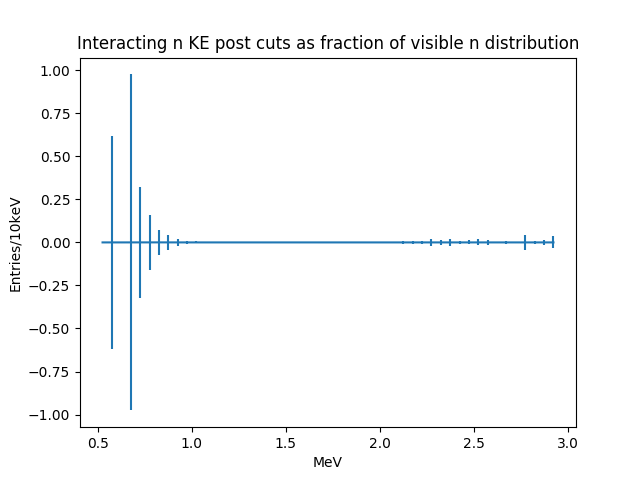 Interacting n KE post cuts as fraction of visible n distribution
1.00
0.75
0.50
0.25
0.00
−0.25
−0.50
−0.75
−1.00
Entries/10keV
0.5 1.0 1.5 2.0 2.5 3.0
MeV